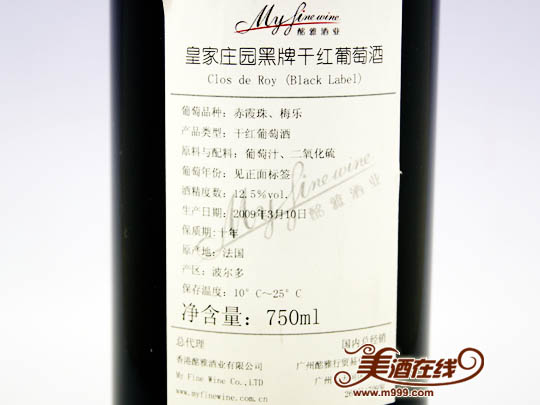 My fine wine
酩雅酒业
皇家庄园黑牌干红葡萄酒
Clos de Roy (Black Label)
葡萄品种：赤霞珠、梅乐
产品类型：干红葡萄酒
原料与配料：葡萄汁、二氧化硫
葡萄年份：见正面标签
酒精度数：12.5%vol.
生产日期：2009年3月10日
保质期：十年
原产地：法国
产区：波尔多
保存温度：10°C～25°C
净含量：750ml
My fine wine
酩雅酒业
总代理
国内总经销
香港酩雅酒业有限公司
广州酩雅行贸易
My Fine Wine Co.,LTD
广州
www.myfinewine.com.cn
美酒在线
www.m999.com